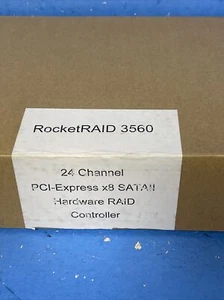 RocketRAID 3560
24 Channel
PCI-Express x8 SATAII
Hardware RAID
Controller